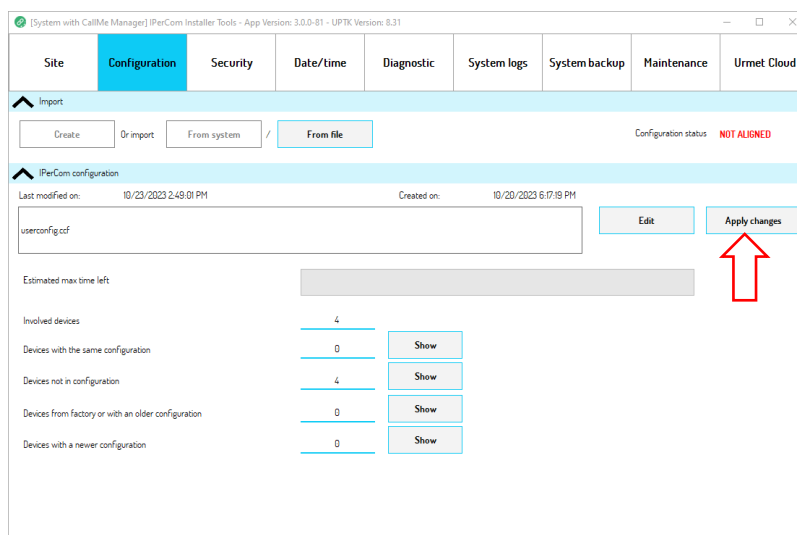 [System with CallMe Manager] IPerCom Installer Tools - App Version: 3.0.0-81 - UPTK Version: 8.31
Site Configuration Security Date/time Diagnostic System logs System backup Maintenance Urmet Cloud
Import
Create Or import From system / From file Configuration status NOT ALIGNED
IPerCom configuration
Last modified on: 10/23/2023 2:49:01 PM Created on: 10/20/2023 6:17:19 PM
userconfig.ccf Edit Apply changes
Estimated max time left
Involved devices 4
Devices with the same configuration 0 Show
Devices not in configuration 4 Show
Devices from factory or with an older configuration 0 Show
Devices with a newer configuration 0 Show